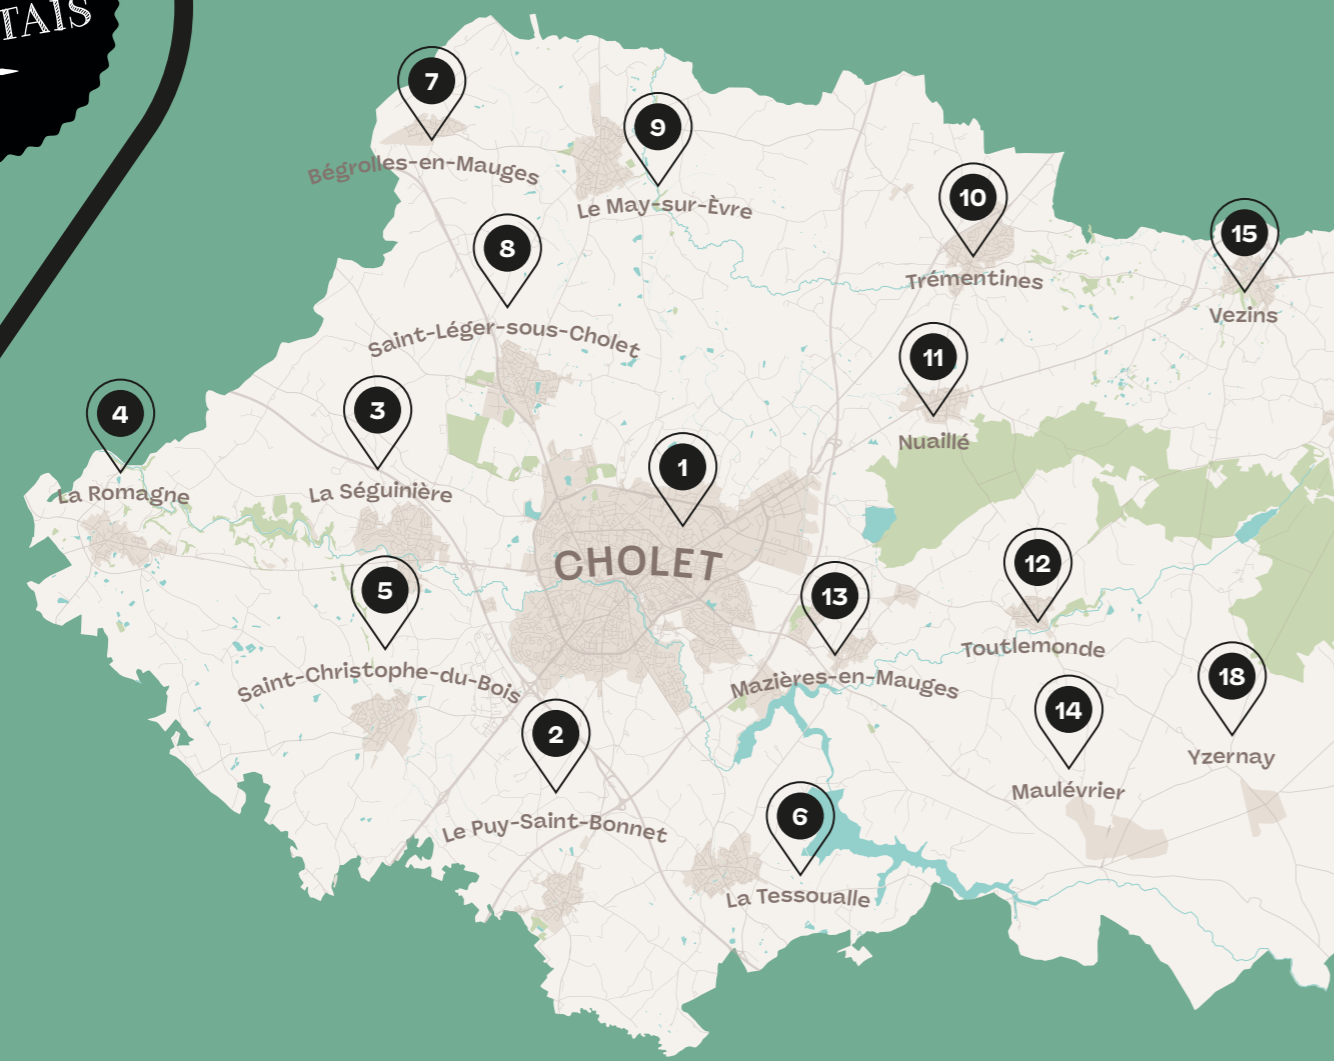 TAIS
7
Bégrolles-en-Mauges
9
Le May-sur-Èvre
10
Trémentines
15
Vezins
8
Saint-Léger-sous-Cholet
11
Nuaillé
4
La Romagne
3
La Séguinière
1
CHOLET
12
Toutlemonde
5
Saint-Christophe-du-Bois
13
Mazières-en-Mauges
18
Yzernay
14
Maulévrier
2
Le Puy-Saint-Bonnet
6
La Tessoualle